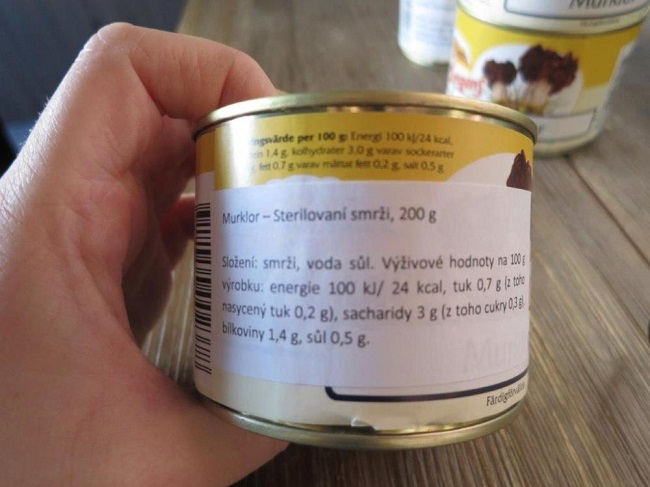 Murklor
ingsvärde per 100 g: Energi 100 kJ/24 kcal,
1,4 g, kolhydrater 3,0 g varav sockerarter
fett 0,7 g varav mättat fett 0,2 g, salt 0,5 g
Murklor – Sterilovaní smrži, 200 g
Složení: smrži, voda sůl. Výživové hodnoty na 100 g
výrobku: energie 100 kJ/ 24 kcal, tuk 0,7 g (z toho
nasycený tuk 0,2 g), sacharidy 3 g (z toho cukry 0,3 g),
bílkoviny 1,4 g, sůl 0,5 g.